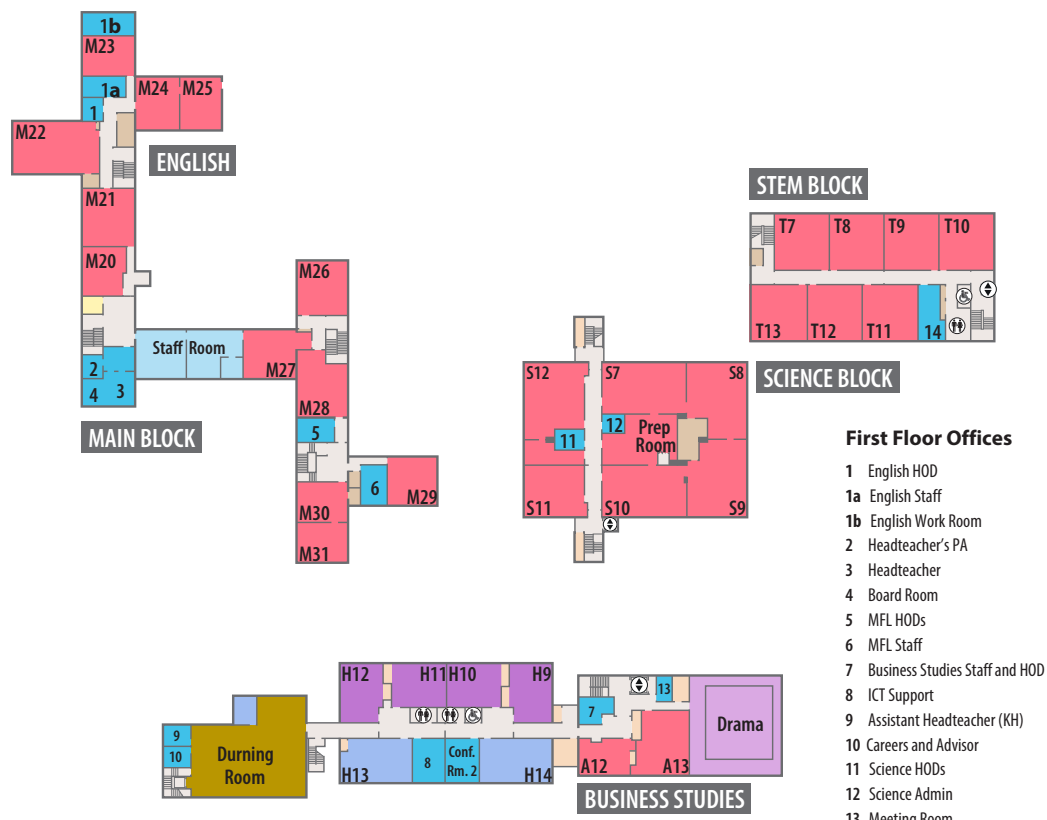 1b
M23
1a
M24
M25
1
M22
ENGLISH
M21
M20
M26
Staff Room
M27
2
3
4
M28
MAIN BLOCK
5
6
M29
M30
M31
STEM BLOCK
T7
T8
T9
T10
T13
T12
T11
14
SCIENCE BLOCK
S12
S7
S8
12
Prep
Room
11
S11
S10
S9
First Floor Offices
1 English HOD
1a English Staff
1b English Work Room
2 Headteacher's PA
3 Headteacher
4 Board Room
5 MFL HODs
6 MFL Staff
7 Business Studies Staff and HOD
8 ICT Support
9 Assistant Headteacher (KH)
10 Careers and Advisor
11 Science HODs
12 Science Admin
13 Meeting Room
H12
H11
H10
H9
13
7
Drama
9
10
Durning
Room
H13
8
Conf.
Rm. 2
H14
A12
A13
BUSINESS STUDIES